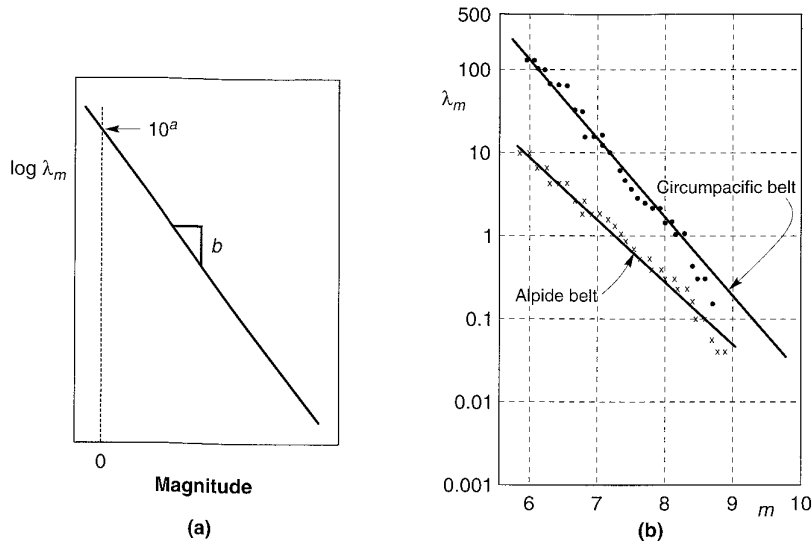 10^a
log λm
b
0
Magnitude
(a)
500
100
λm
10
1
0.1
0.01
0.001
Circumpacific belt
Alpide belt
6 7 8 9 m 10
(b)